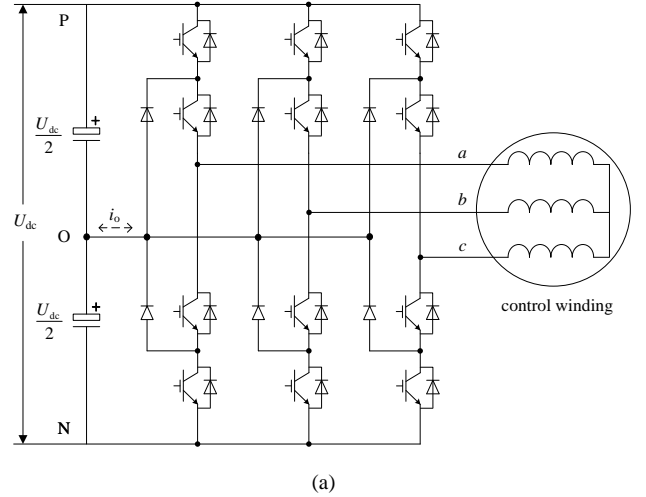 P
+
U_dc/2
a
U_dc
b
i_o
O
c
+
U_dc/2
control winding
N
(a)